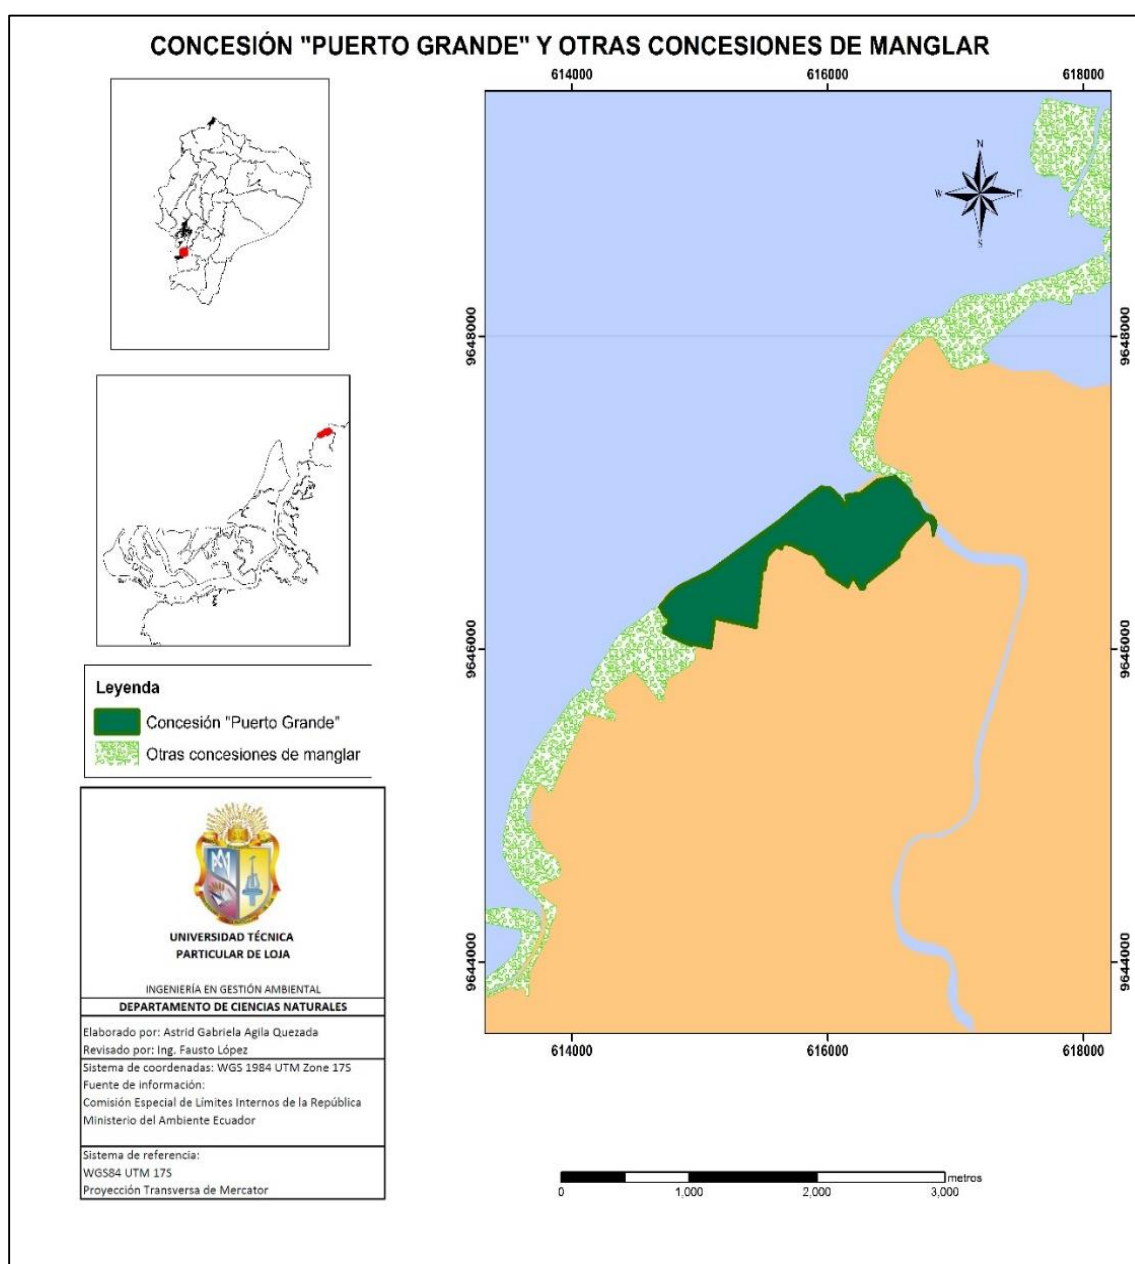 CONCESIÓN "PUERTO GRANDE" Y OTRAS CONCESIONES DE MANGLAR
614000
616000
618000
N
W
E
S
9648000
9648000
9646000
9646000
9644000
9644000
614000
616000
618000
Leyenda
Concesión "Puerto Grande"
Otras concesiones de manglar
UNIVERSIDAD TÉCNICA
PARTICULAR DE LOJA
INGENIERÍA EN GESTIÓN AMBIENTAL
DEPARTAMENTO DE CIENCIAS NATURALES
Elaborado por: Astrid Gabriela Agila Quezada
Revisado por: Ing. Fausto López
Sistema de coordenadas: WGS 1984 UTM Zone 17S
Fuente de información:
Comisión Especial de Límites Internos de la República
Ministerio del Ambiente Ecuador
Sistema de referencia:
WGS84 UTM 17S
Proyección Transversa de Mercator
metros
0
1,000
2,000
3,000